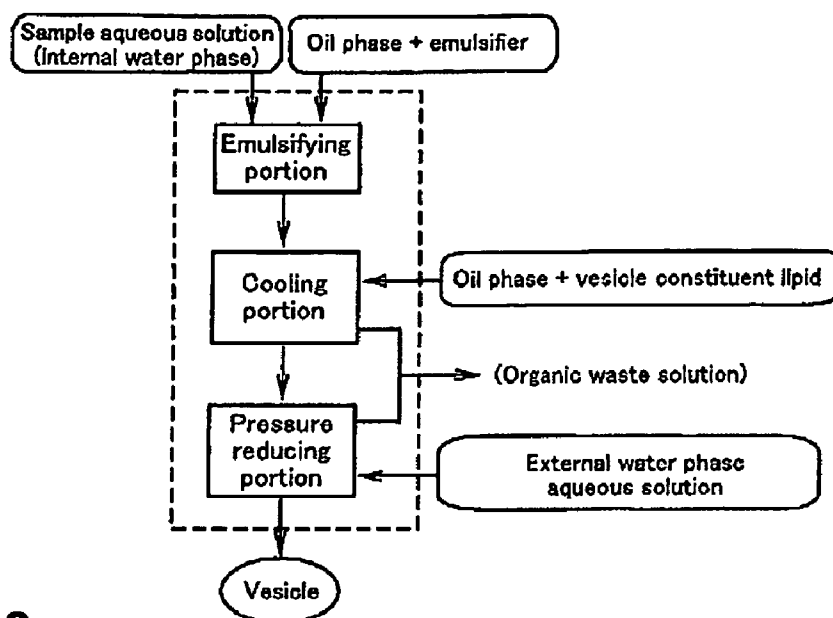 Sample aqueous solution
(Internal water phase)
Oil phase + emulsifier
Emulsifying
portion
Cooling
portion
Oil phase + vesicle constituent lipid
(Organic waste solution)
Pressure
reducing
portion
External water phase
aqueous solution
Vesicle